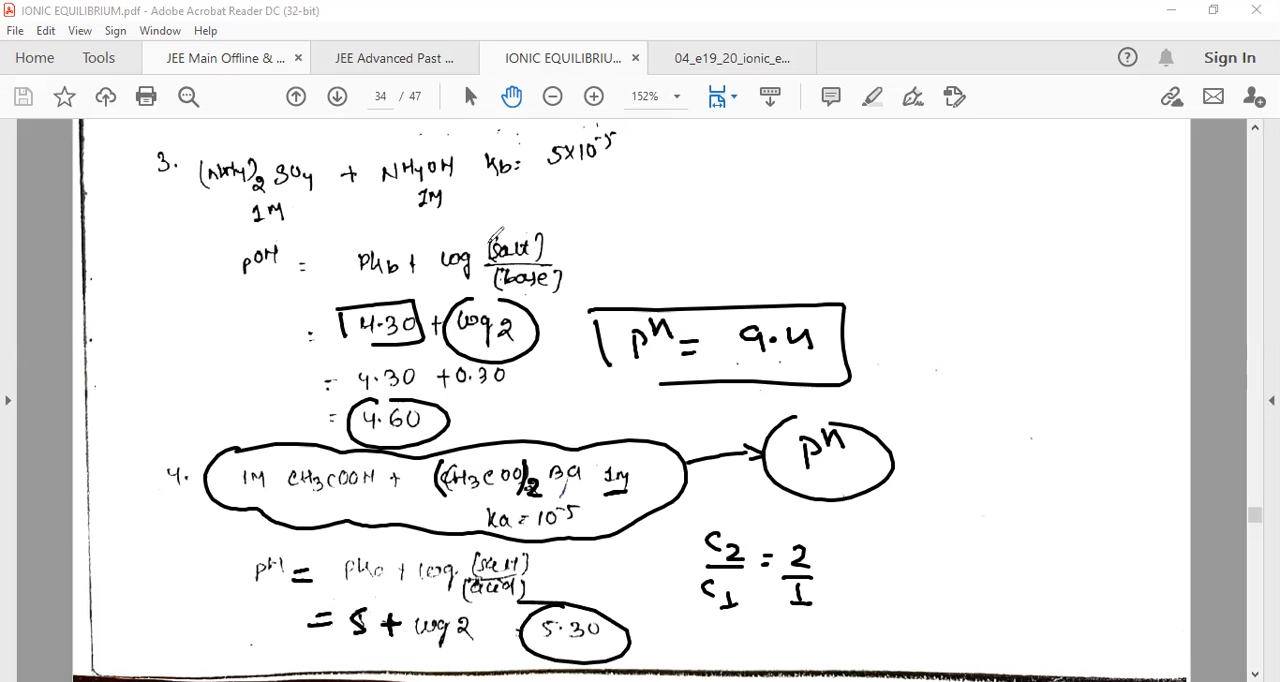 IONIC EQUILIBRIUM.pdf - Adobe Acrobat Reader DC (32-bit)
File Edit View Sign Window Help
Home Tools JEE Main Offline & ... × JEE Advanced Past ... IONIC EQUILIBRIU... × 04_e19_20_ionic_e... Sign In
34 / 47 152%
3. (NH4)2 SO4 + NH4OH kb= 5×10-5
1M 1M
pOH = Pkb + log [salt]/[base]
= 4.30 + log 2 PH = 9.4
= 4.30 + 0.30
= 4.60
4. 1M CH3COOH + (CH3COO)2 Ba 1M → PH
ka = 10-5
PH = Pka + log [salt]/[acid] C2/C1 = 2/1
= 5 + log 2 5.30